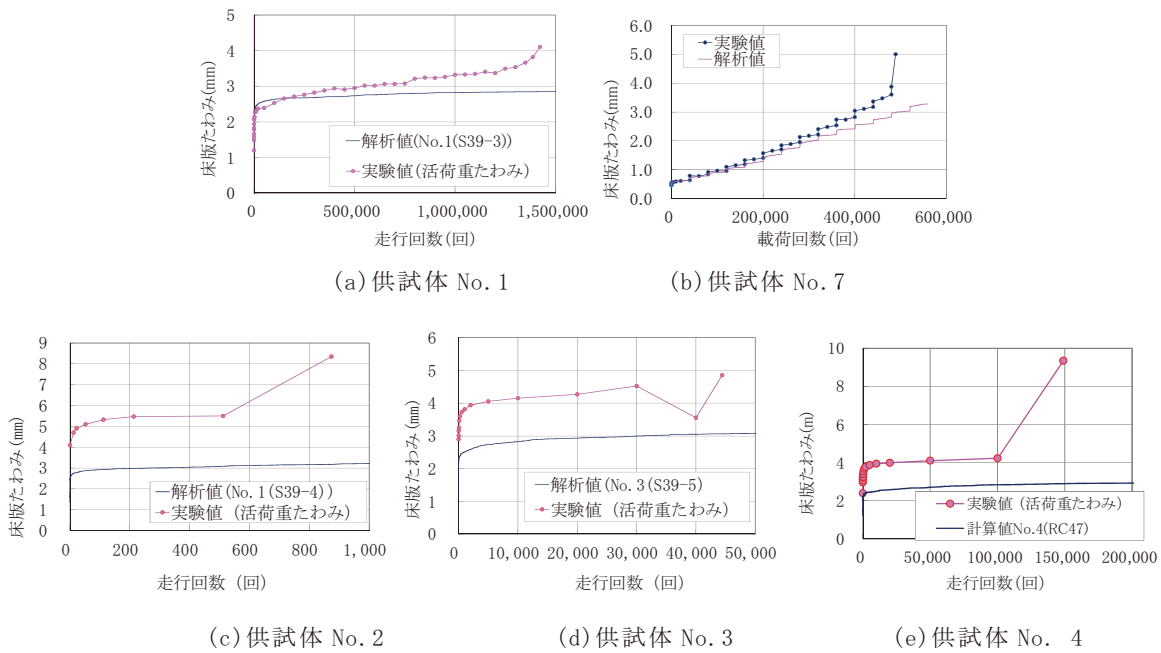 5
4
3
2
1
0
床版たわみ(mm)
解析値(No.1(S39-3))
実験値(活荷重たわみ)
0
500,000
1,000,000
1,500,000
走行回数(回)
(a)供試体 No.1
6.0
5.0
4.0
3.0
2.0
1.0
0.0
床版たわみ(mm)
実験値
解析値
0
200,000
400,000
600,000
載荷回数(回)
(b)供試体 No.7
9
8
7
6
5
4
3
2
1
0
床版たわみ(mm)
解析値(No.1(S39-4))
実験値 (活荷重たわみ)
0
200
400
600
800
1,000
走行回数 (回)
(c)供試体 No.2
6
5
4
3
2
1
0
床版たわみ(mm)
解析値(No.3(S39-5)
実験値 (活荷重たわみ)
0
10,000
20,000
30,000
40,000
50,000
走行回数 (回)
(d)供試体 No.3
10
8
6
4
2
0
床版たわみ(m)
実験値 (活荷重たわみ)
計算値No.4(RC47)
0
50,000
100,000
150,000
200,000
走行回数(回)
(e)供試体 No. 4